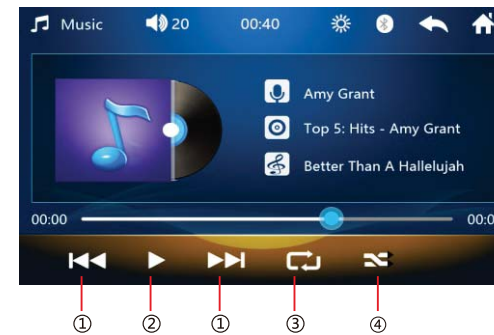 Music 20 00:40
Amy Grant
Top 5: Hits - Amy Grant
Better Than A Hallelujah
00:00 00:0
① ② ① ③ ④